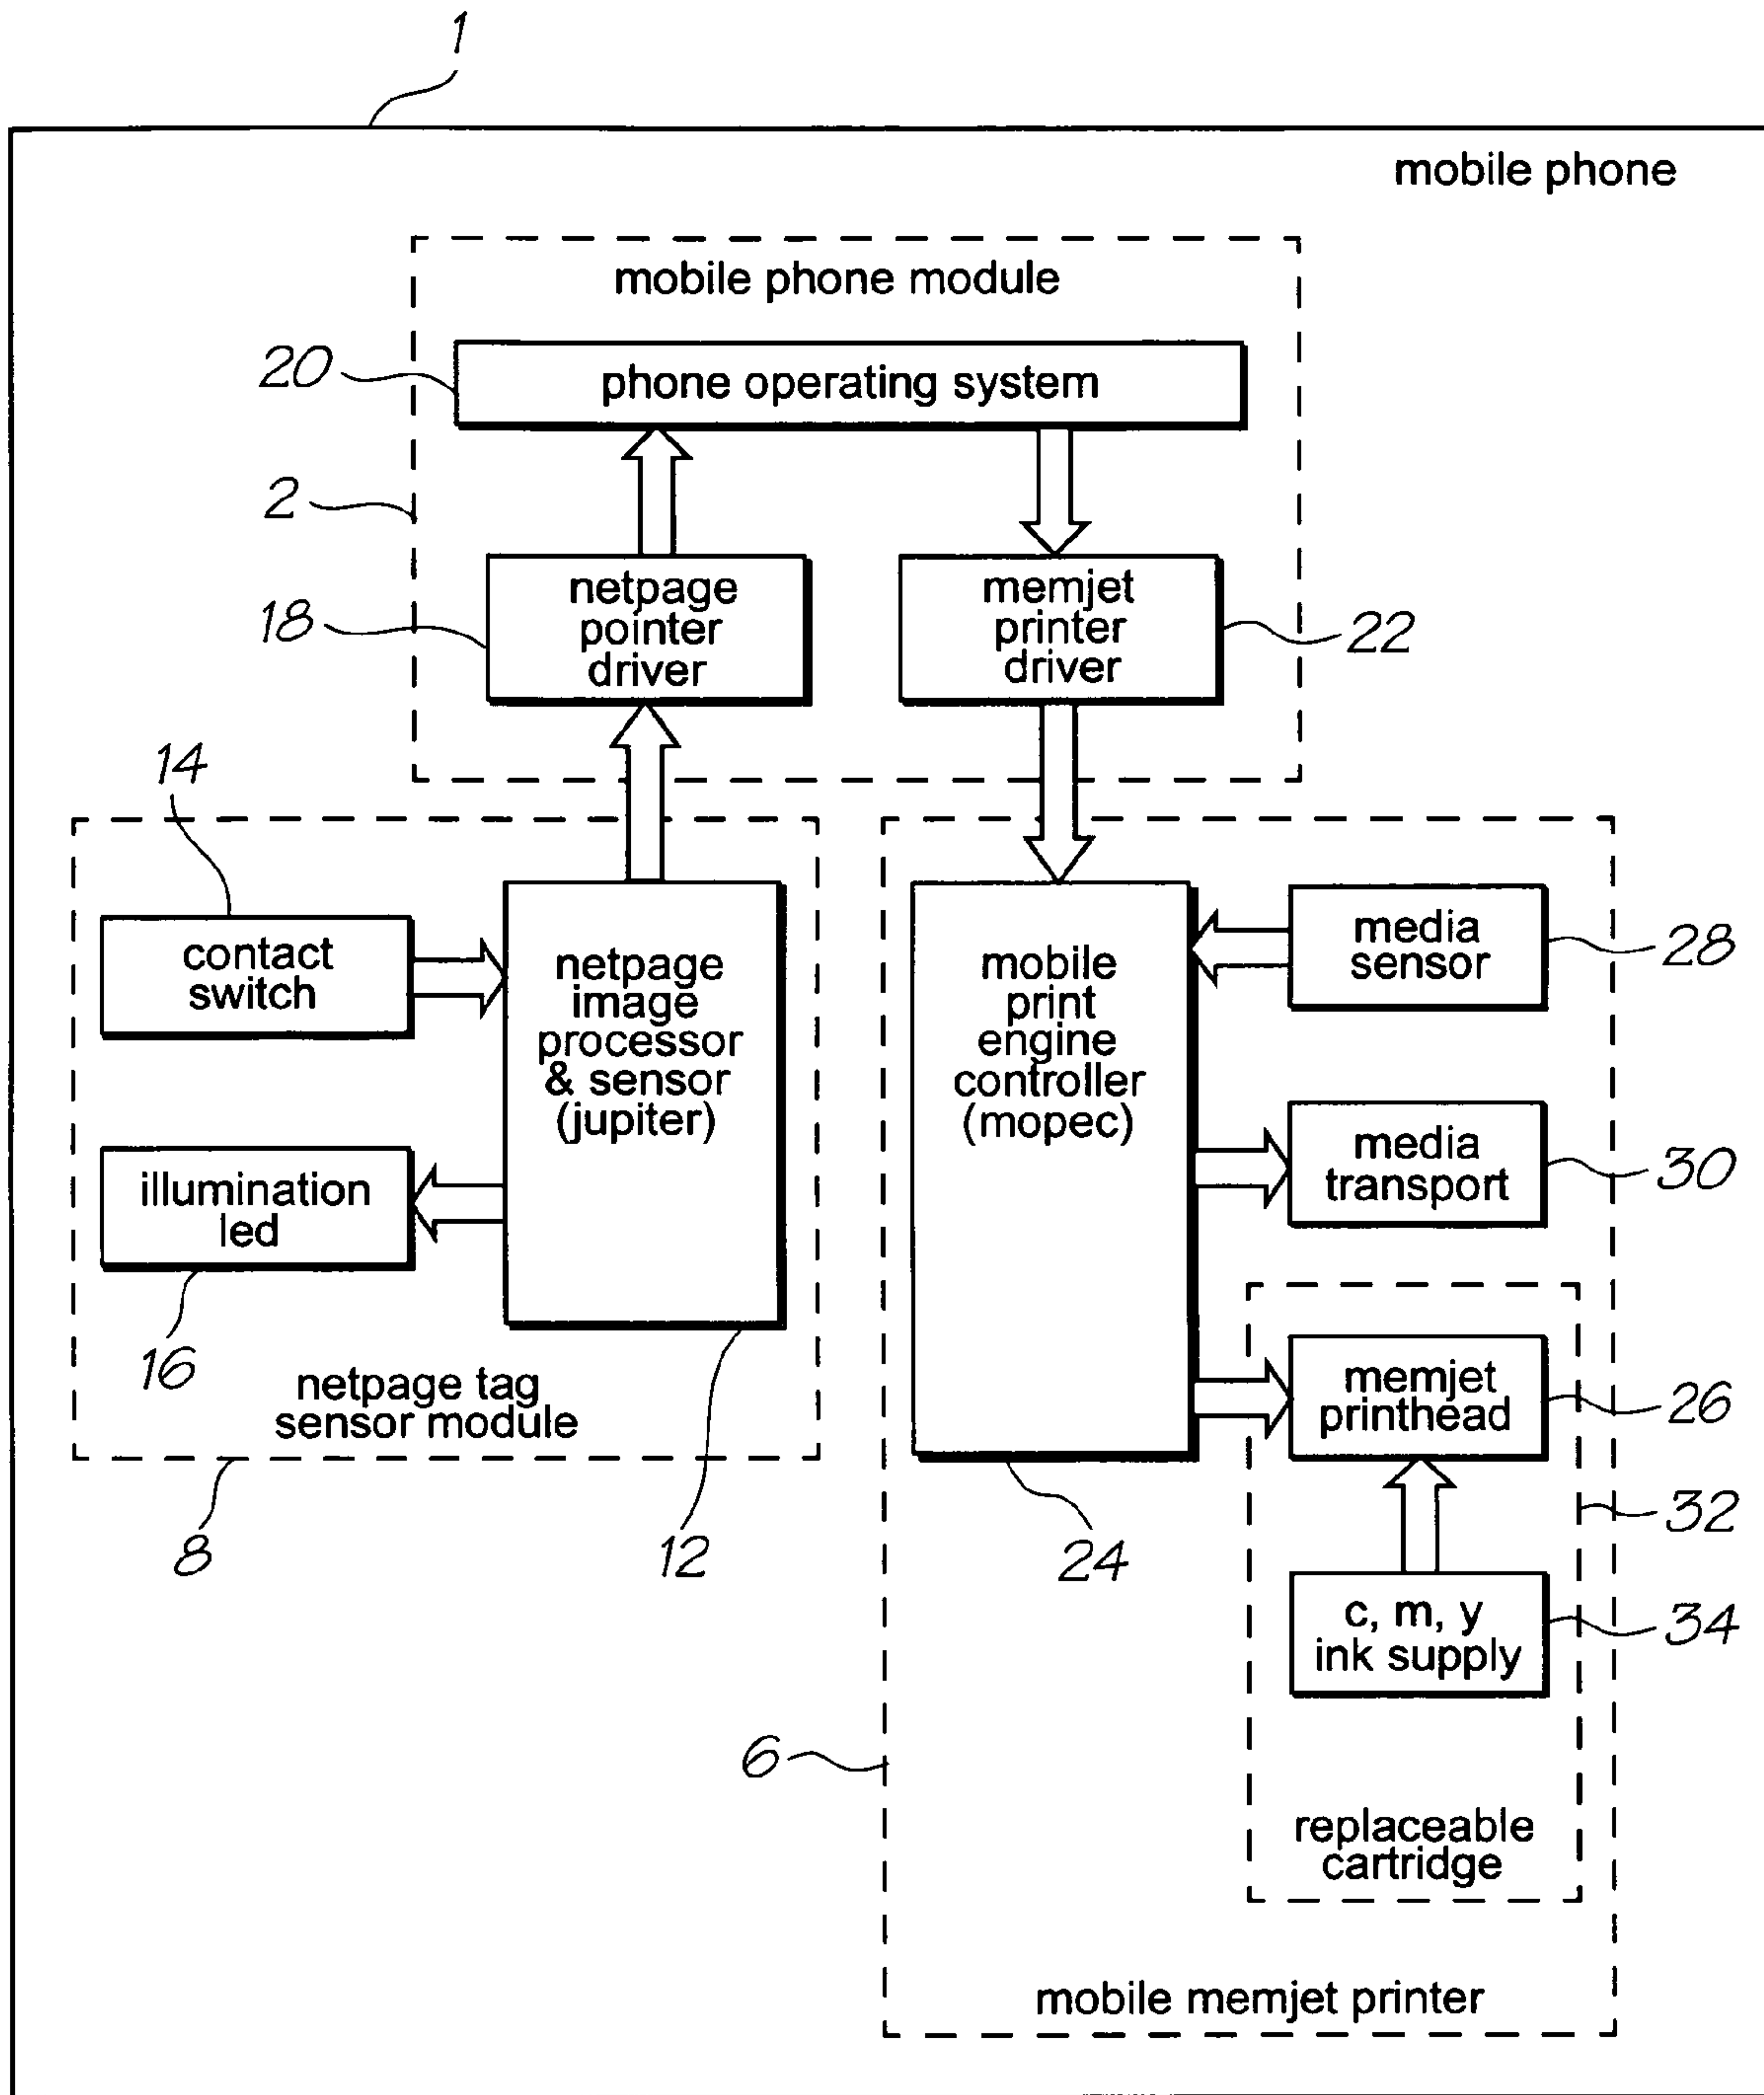 1
mobile phone
mobile phone module
20
phone operating system
2
netpage
pointer
driver
18
memjet
printer
driver
22
14
contact
switch
netpage
image
processor
& sensor
(jupiter)
illumination
led
16
netpage tag
sensor module
8
12
mobile
print
engine
controller
(mopec)
media
sensor
28
media
transport
30
memjet
printhead
26
24
32
c, m, y
ink supply
34
6
replaceable
cartridge
mobile memjet printer